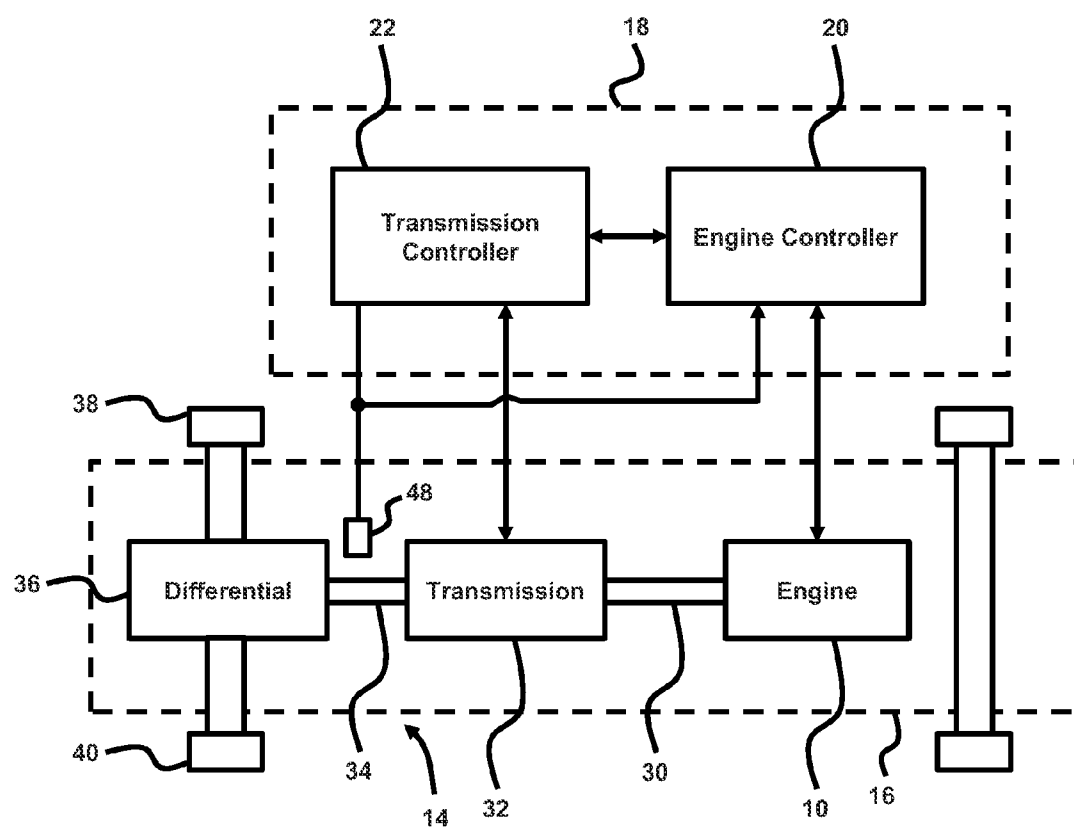 22
18
20
Transmission
Controller
Engine Controller
38
48
36
Differential
Transmission
Engine
40
34
14
32
30
10
16